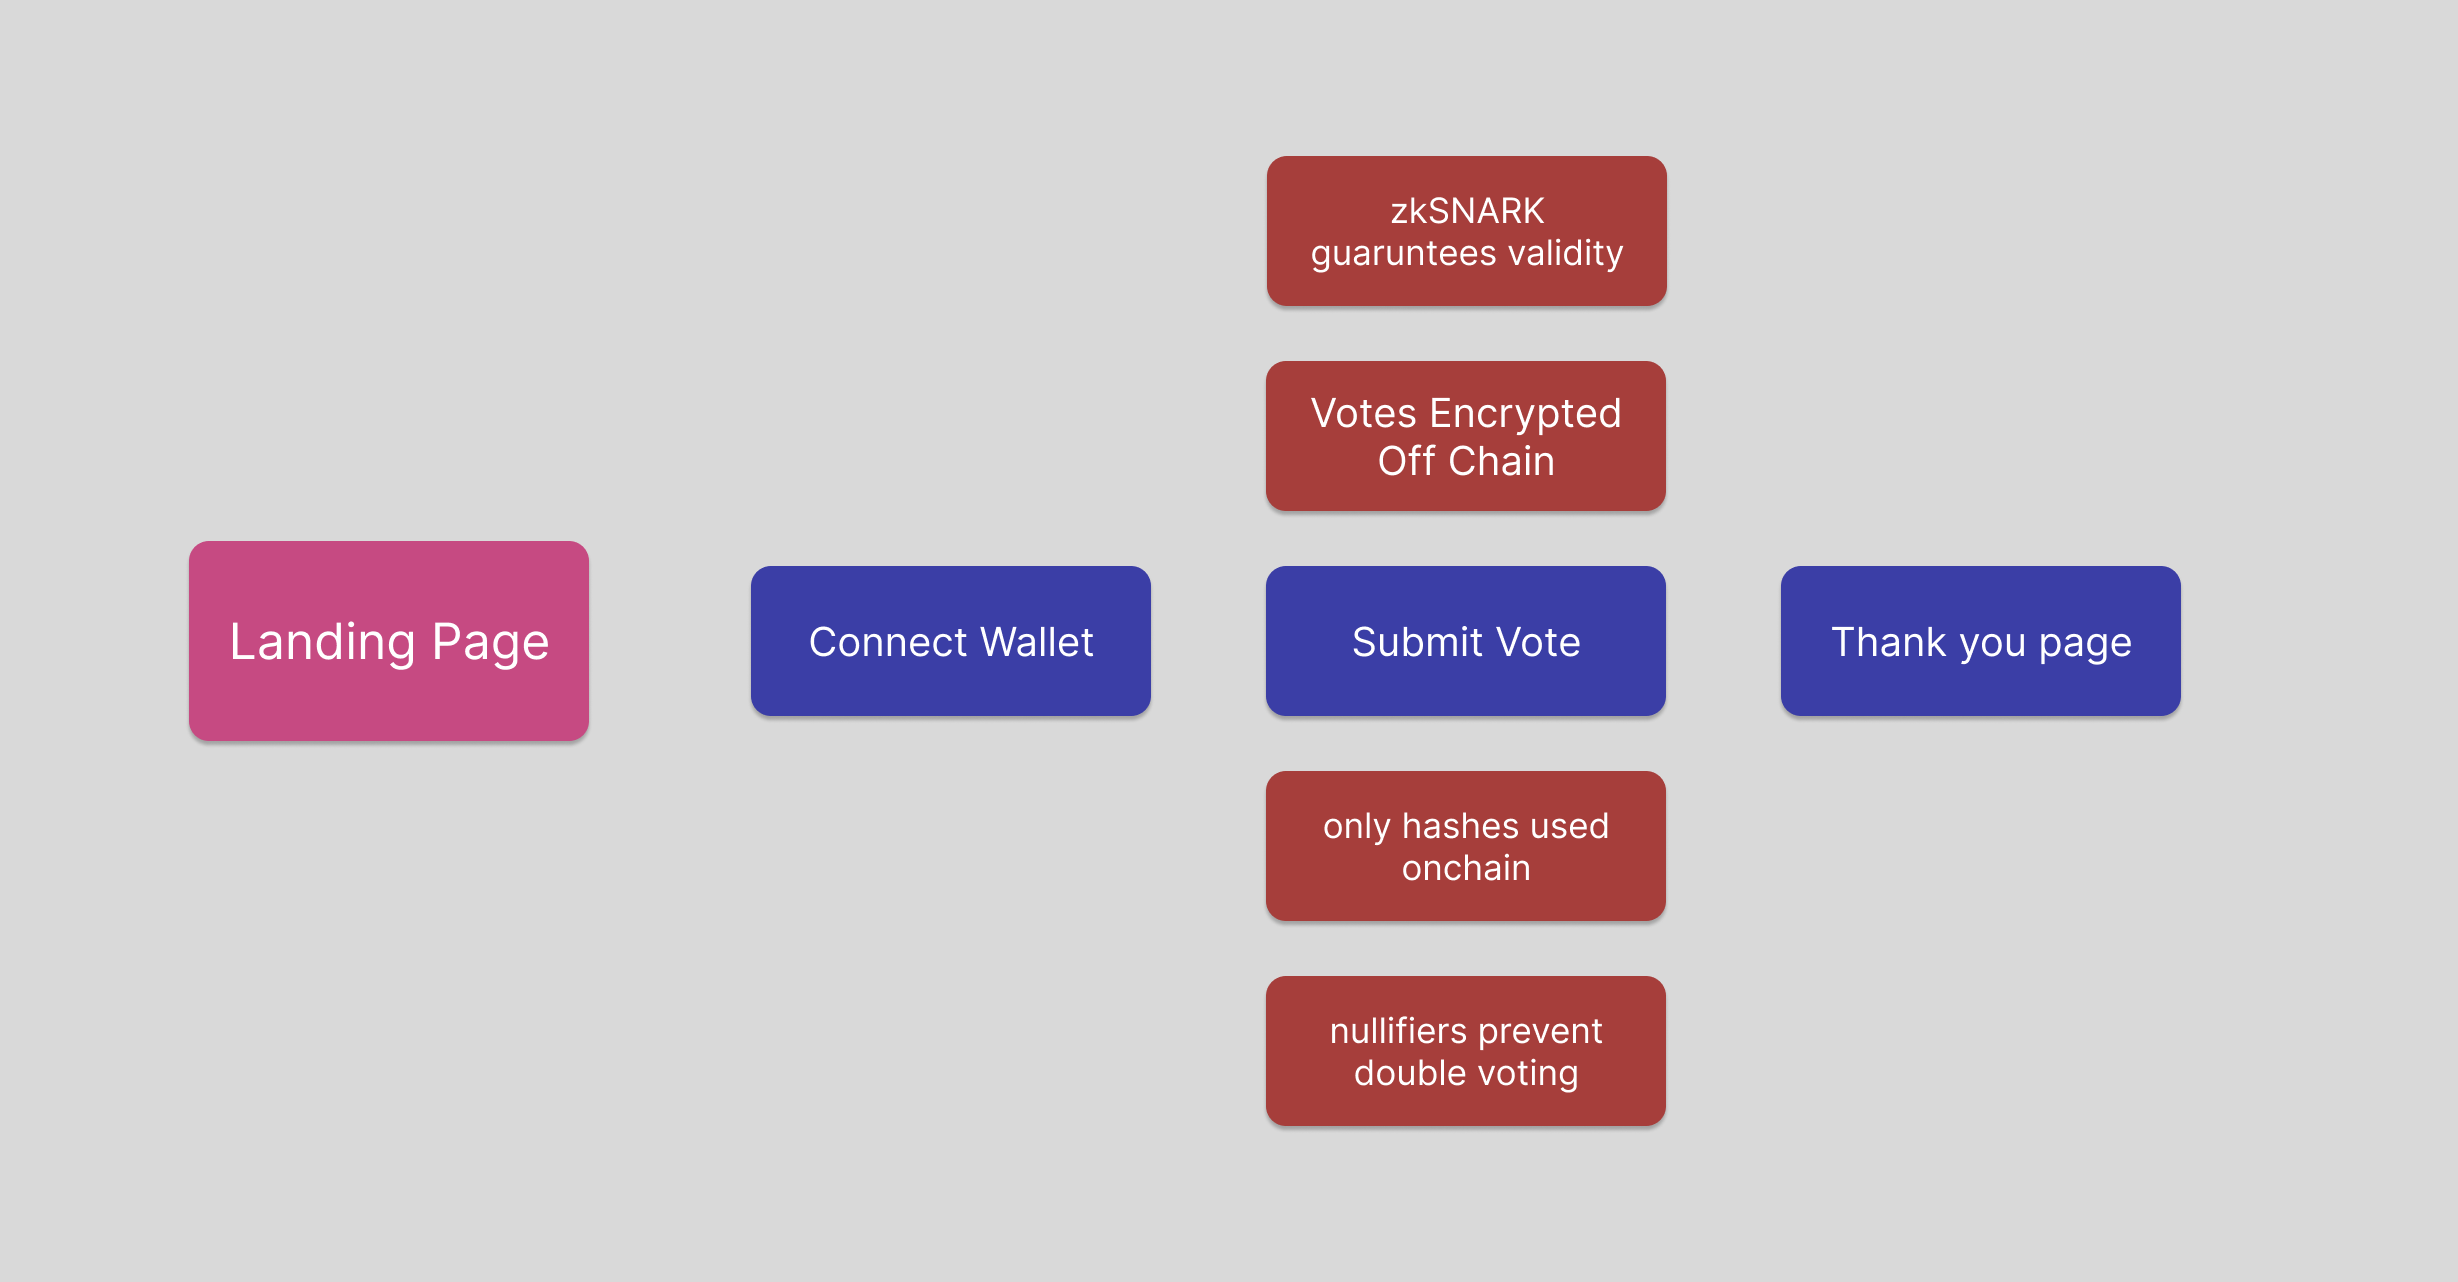 Landing Page
Connect Wallet
zkSNARK
guaruntees validity
Votes Encrypted
Off Chain
Submit Vote
only hashes used
onchain
nullifiers prevent
double voting
Thank you page